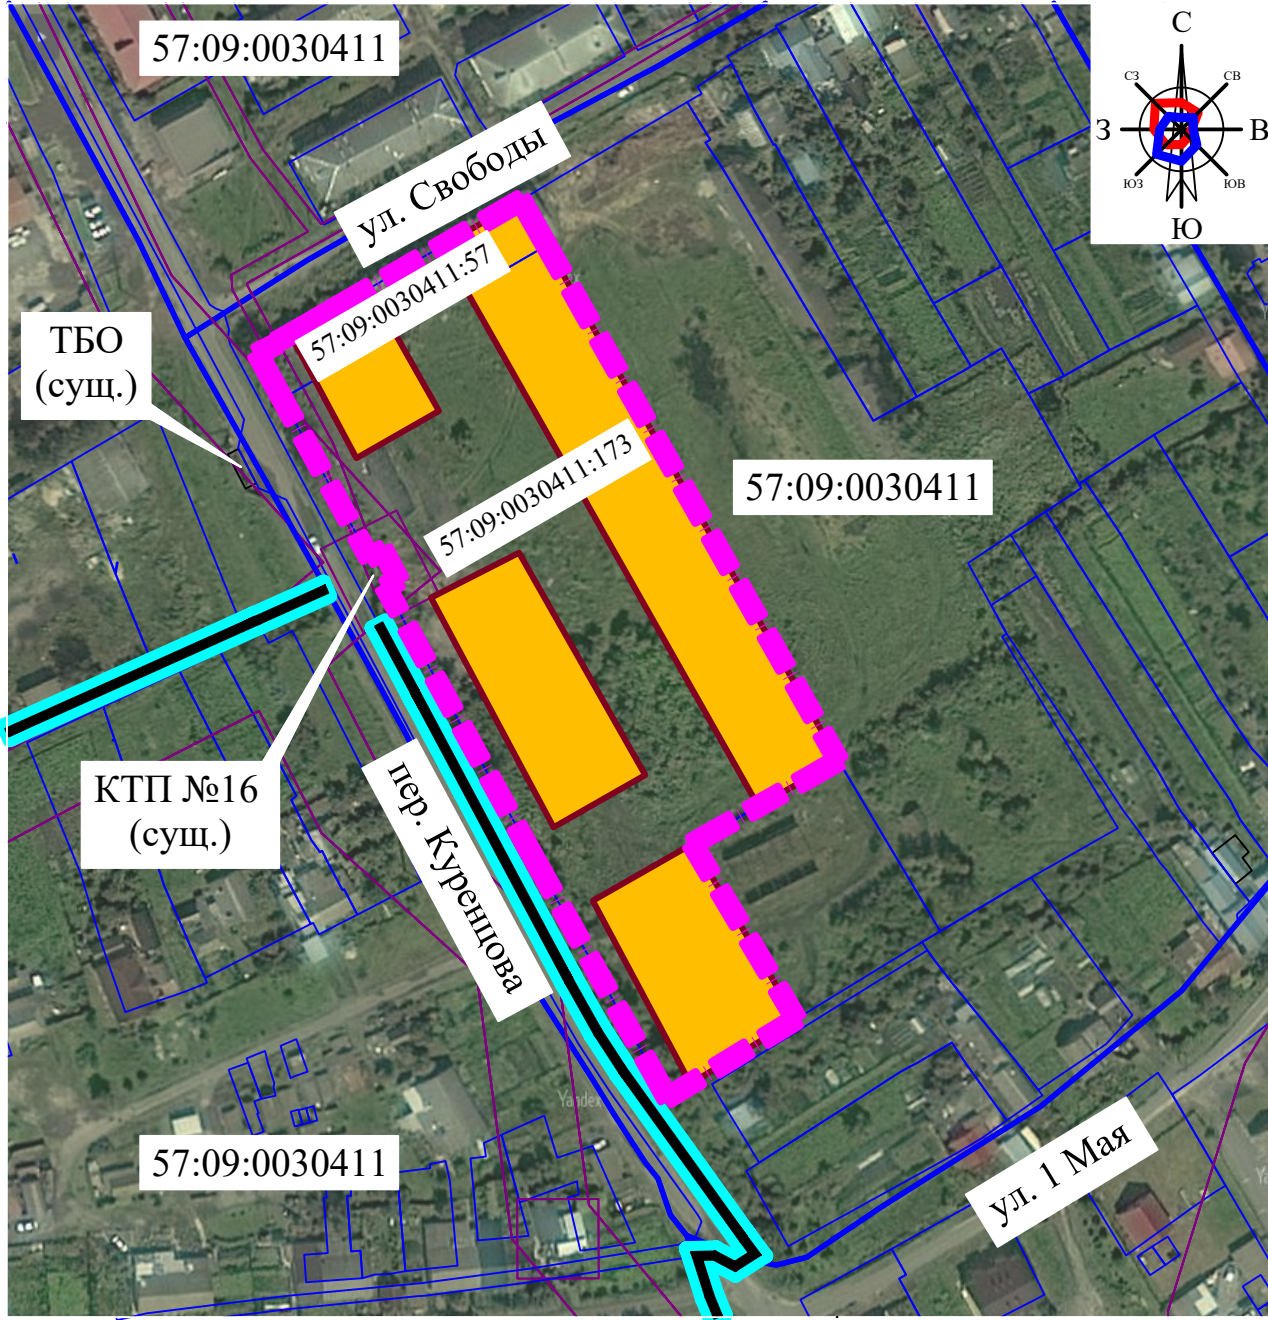 57:09:0030411
С
СЗ
СВ
З
В
ЮЗ
ЮВ
Ю
ул. Свободы
57:09:0030411:57
ТБО
(сущ.)
57:09:0030411:173
57:09:0030411
КТП №16
(сущ.)
пер. Куренцова
Yandex
57:09:0030411
ул. 1 Мая